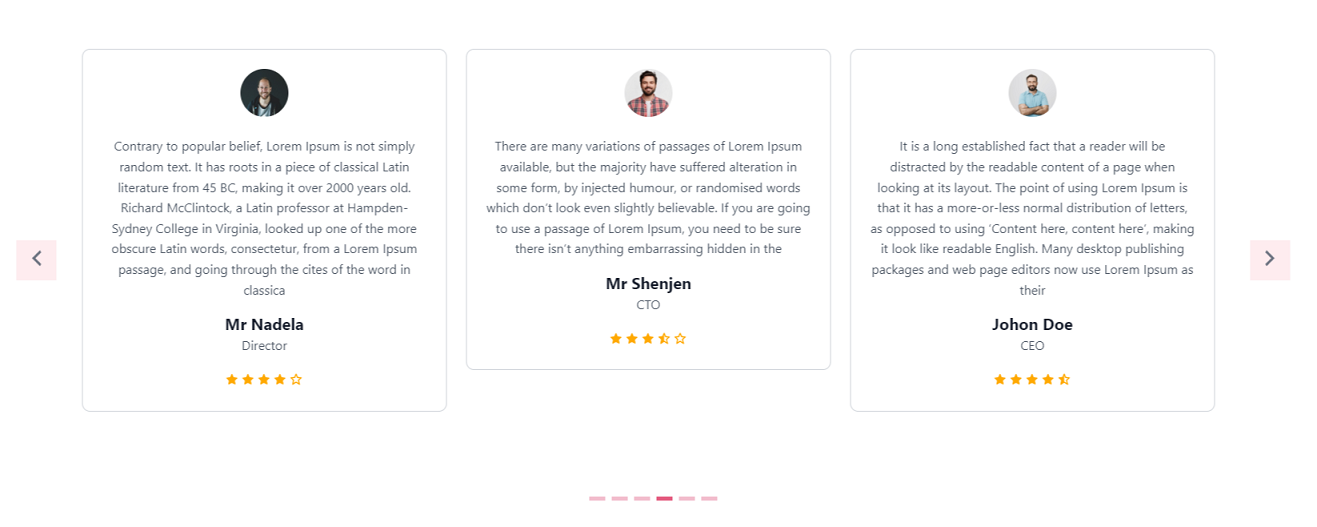 Contrary to popular belief, Lorem Ipsum is not simply
random text. It has roots in a piece of classical Latin
literature from 45 BC, making it over 2000 years old.
Richard McClintock, a Latin professor at Hampden-
Sydney College in Virginia, looked up one of the more
obscure Latin words, consectetur, from a Lorem Ipsum
passage, and going through the cites of the word in
classica
Mr Nadela
Director
There are many variations of passages of Lorem Ipsum
available, but the majority have suffered alteration in
some form, by injected humour, or randomised words
which don't look even slightly believable. If you are going
to use a passage of Lorem Ipsum, you need to be sure
there isn't anything embarrassing hidden in the
Mr Shenjen
CTO
It is a long established fact that a reader will be
distracted by the readable content of a page when
looking at its layout. The point of using Lorem Ipsum is
that it has a more-or-less normal distribution of letters,
as opposed to using 'Content here, content here', making
it look like readable English. Many desktop publishing
packages and web page editors now use Lorem Ipsum as
their
Johon Doe
CEO